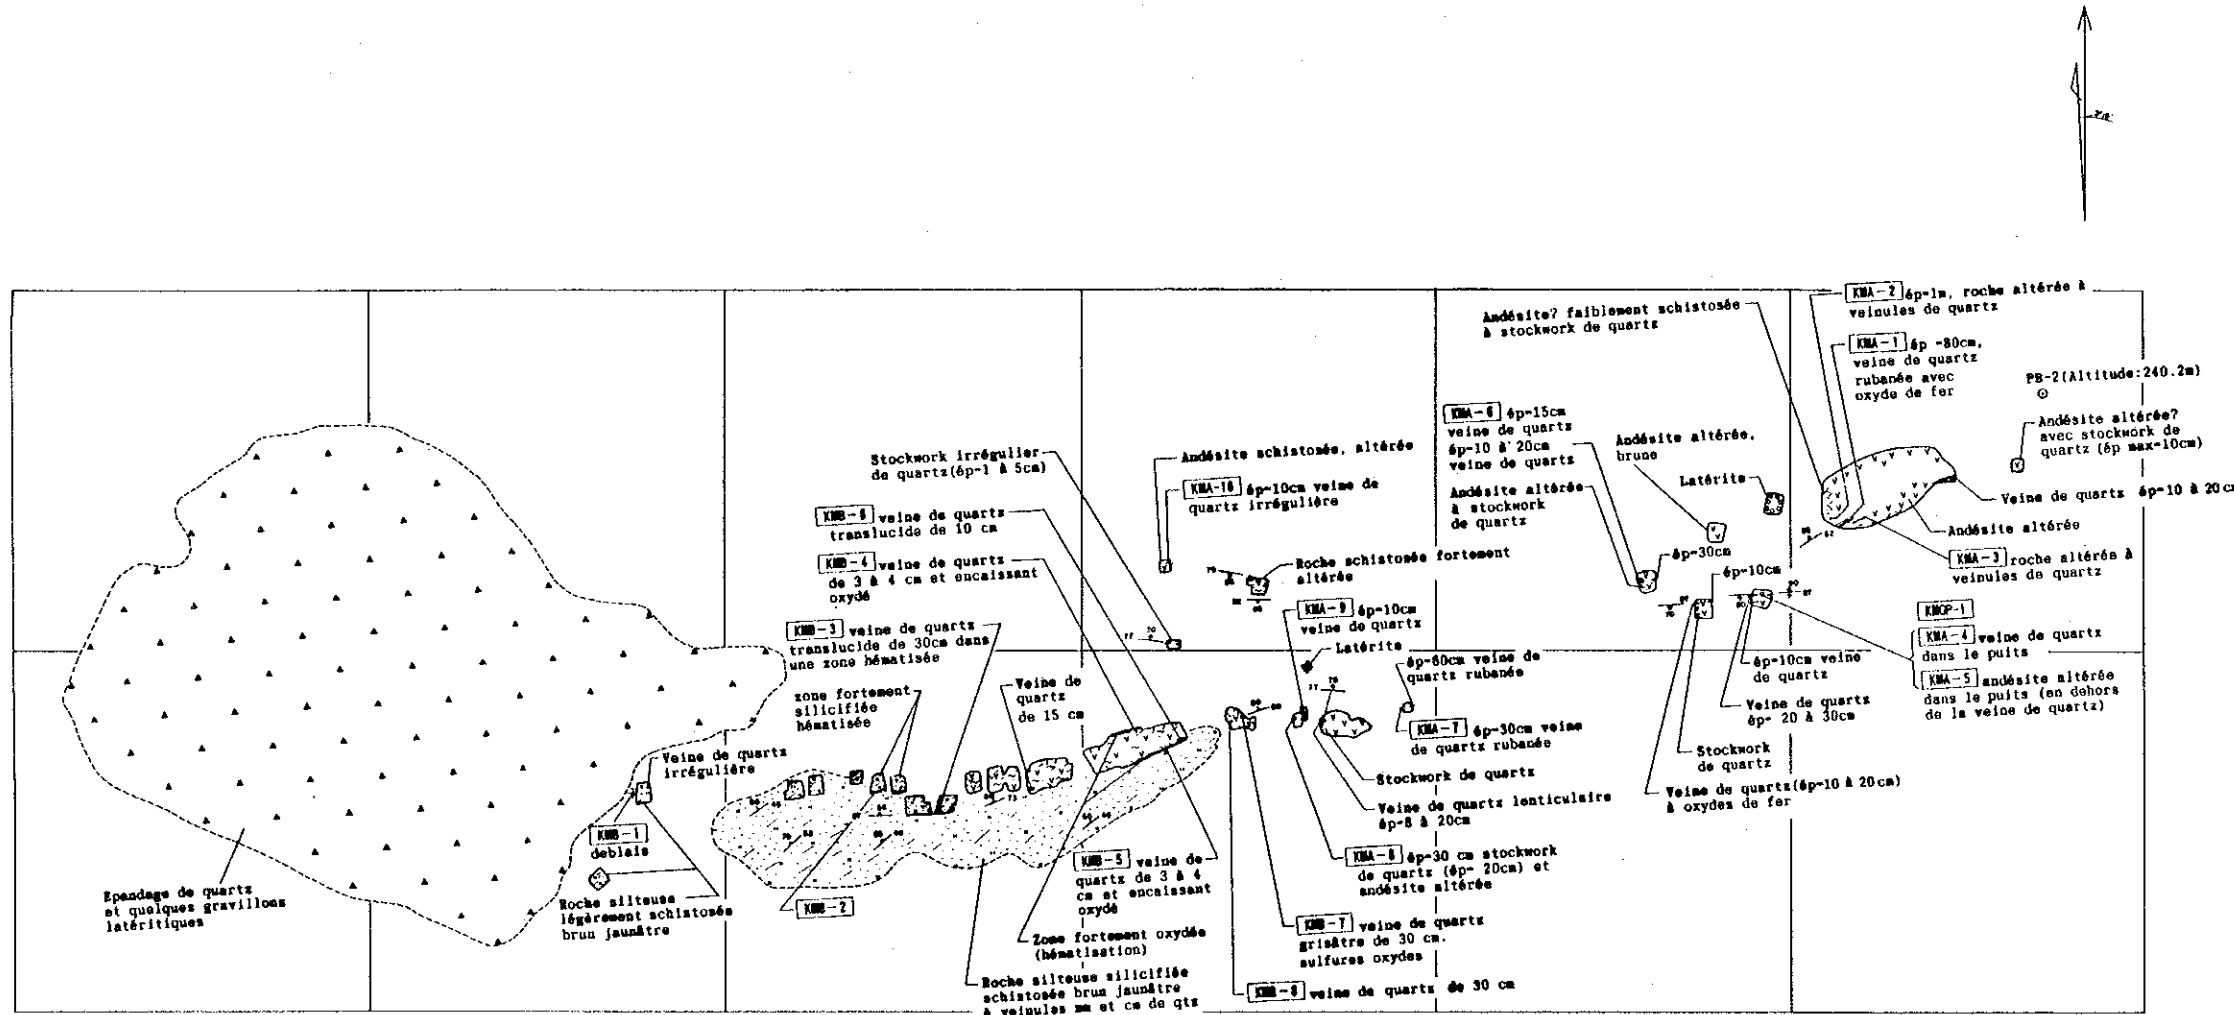 KMA-2 ép=1m, roche altérée à
veinules de quartz
Andésite? faiblement schistosée
à stockwork de quartz
KMA-1 ép =80cm,
veine de quartz
rubanée avec
oxyde de fer
PB-2(Altitude:240.2m)
KMA-6 ép=15cm
veine de quartz
ép=10 à 20cm
veine de quartz
Andésite altérée?
avec stockwork de
quartz (ép max=10cm)
Andésite altérée,
brune
Stockwork irrégulier
de quartz(ép=1 à 5cm)
Andésite schistosée, altérée
Latérite
KMA-10 ép=10cm veine de
quartz irrégulière
Andésite altérée
à stockwork
de quartz
Veine de quartz ép=10 à 20cm
Andésite altérée
KMB-6 veine de quartz
translucide de 10 cm
KMB-4 veine de quartz
de 3 à 4 cm et encaissant
oxydé
Roche schistosée fortement
altérée
ép=30cm
ép=10cm
KMA-3 roche altérée à
veinules de quartz
KMA-9 ép=10cm
veine de quartz
KMGP-1
KMB-3 veine de quartz
translucide de 30cm dans
une zone hématisée
KMA-4 veine de quartz
dans le puits
Latérite
ép=60cm veine de
quartz rubanée
ép=10cm veine
de quartz
KMA-5 andésite altérée
dans le puits (en dehors
de la veine de quartz)
zone fortement
silicifiée
hématisée
Veine de
quartz
de 15 cm
Veine de quartz
ép= 20 à 30cm
KMA-7 ép=30cm veine
de quartz rubanée
Stockwork
de quartz
Veine de quartz
irrégulière
Stockwork de quartz
Veine de quartz(ép=10 à 20cm)
à oxydes de fer
Veine de quartz lenticulaire
ép=8 à 20cm
KMB-1
deblais
KMB-5 veine de
quartz de 3 à 4
cm et encaissant
oxydé
KMA-8 ép=30 cm stockwork
de quartz (ép= 20cm) et
andésite altérée
Epandage de quartz
et quelques gravillons
latéritiques
Roche silteuse
légèrement schistosée
brun jaunâtre
KMB-2
KMB-7 veine de quartz
grisâtre de 30 cm.
sulfures oxydes
Zone fortement oxydée
(hématisation)
Roche silteuse silicifiée
schistosée brun jaunâtre
à veinules mm et cm de qtz
KMB-8 veine de quartz de 30 cm